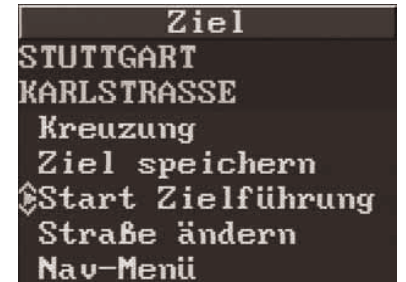 Ziel
STUTTGART
KARLSTRASSE
Kreuzung
Ziel speichern
Start Zielführung
Straße ändern
Nav-Menü